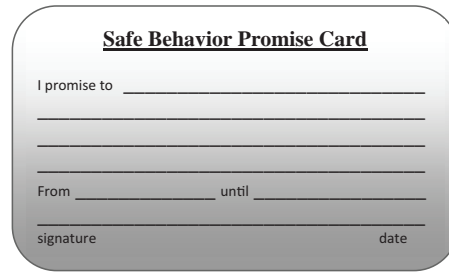 Safe Behavior Promise Card
I promise to
From until
signature date